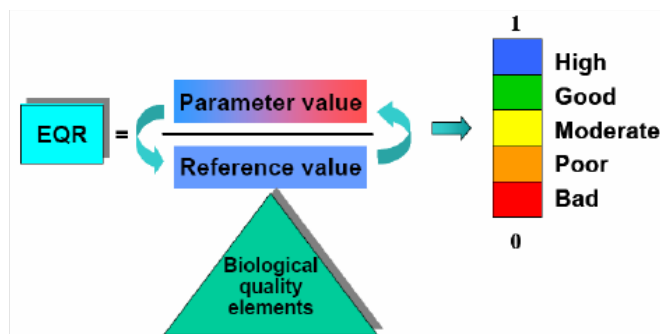 EQR
=
Parameter value
Reference value
Biological
quality
elements
1
High
Good
Moderate
Poor
Bad
0